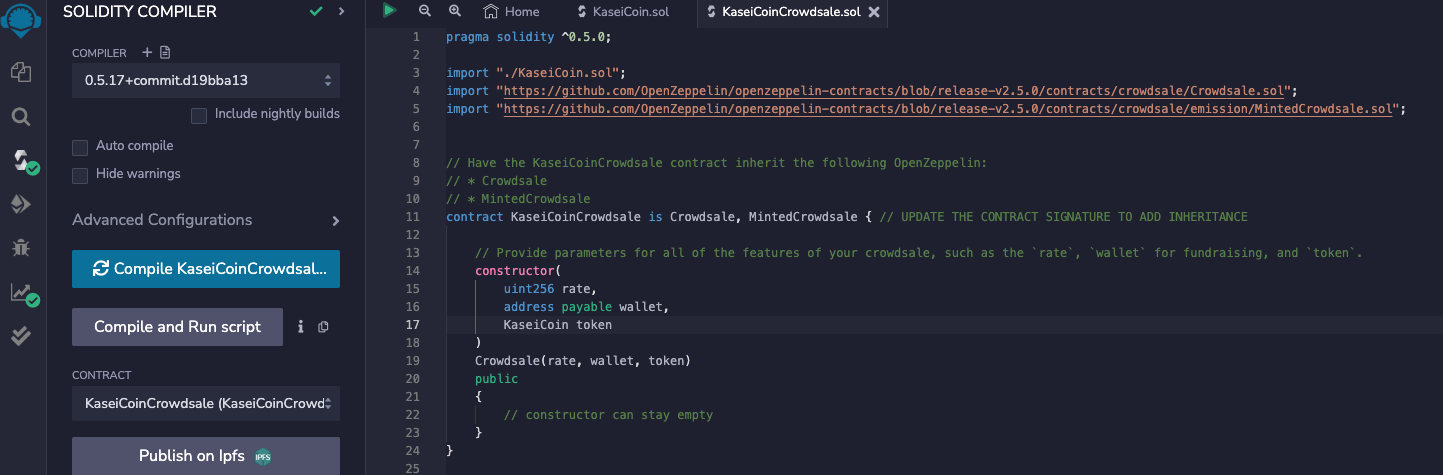 SOLIDITY COMPILER
COMPILER
0.5.17+commit.d19bba13
Include nightly builds
Auto compile
Hide warnings
Advanced Configurations
Compile KaseiCoinCrowdsal...
Compile and Run script
CONTRACT
KaseiCoinCrowdsale (KaseiCoinCrowd
Publish on Ipfs
IPFS
Home
KaseiCoin.sol
KaseiCoinCrowdsale.sol
1 pragma solidity ^0.5.0;
2
3 import "./KaseiCoin.sol";
4 import "https://github.com/OpenZeppelin/openzeppelin-contracts/blob/release-v2.5.0/contracts/crowdsale/Crowdsale.sol";
5 import "https://github.com/OpenZeppelin/openzeppelin-contracts/blob/release-v2.5.0/contracts/crowdsale/emission/MintedCrowdsale.sol";
6
7
8 // Have the KaseiCoinCrowdsale contract inherit the following OpenZeppelin:
9 // * Crowdsale
10 // * MintedCrowdsale
11 contract KaseiCoinCrowdsale is Crowdsale, MintedCrowdsale { // UPDATE THE CONTRACT SIGNATURE TO ADD INHERITANCE
12
13 // Provide parameters for all of the features of your crowdsale, such as the `rate`, `wallet` for fundraising, and `token`.
14 constructor(
15 uint256 rate,
16 address payable wallet,
17 KaseiCoin token
18 )
19 Crowdsale(rate, wallet, token)
20 public
21 {
22 // constructor can stay empty
23 }
24 }
25